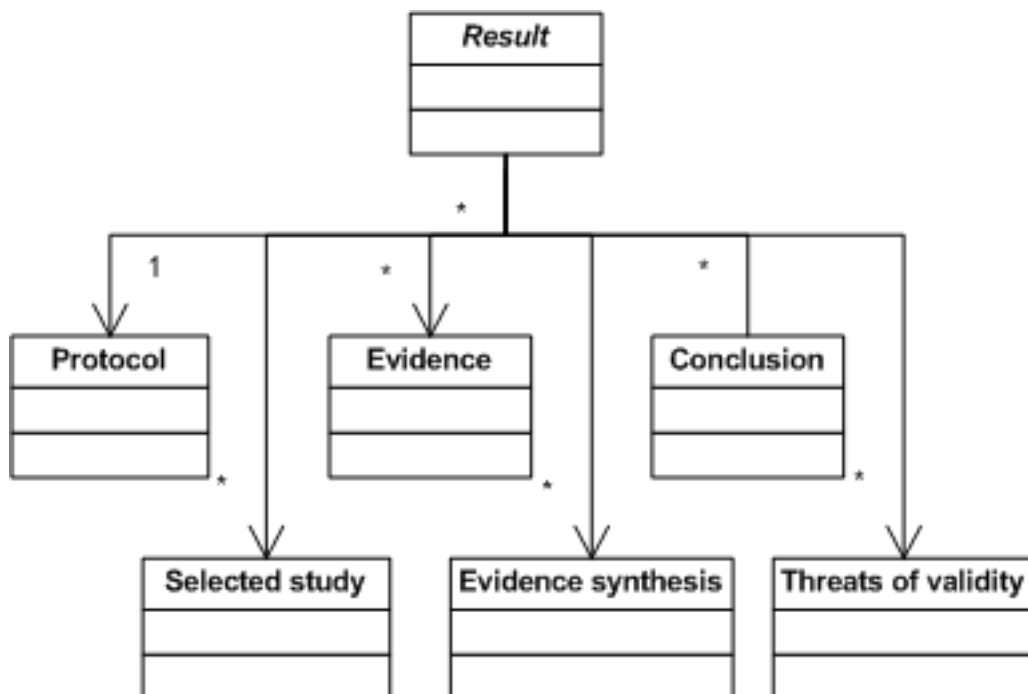 Result
*
1
*
*
Protocol
Evidence
Conclusion
*
*
*
Selected study
Evidence synthesis
Threats of validity